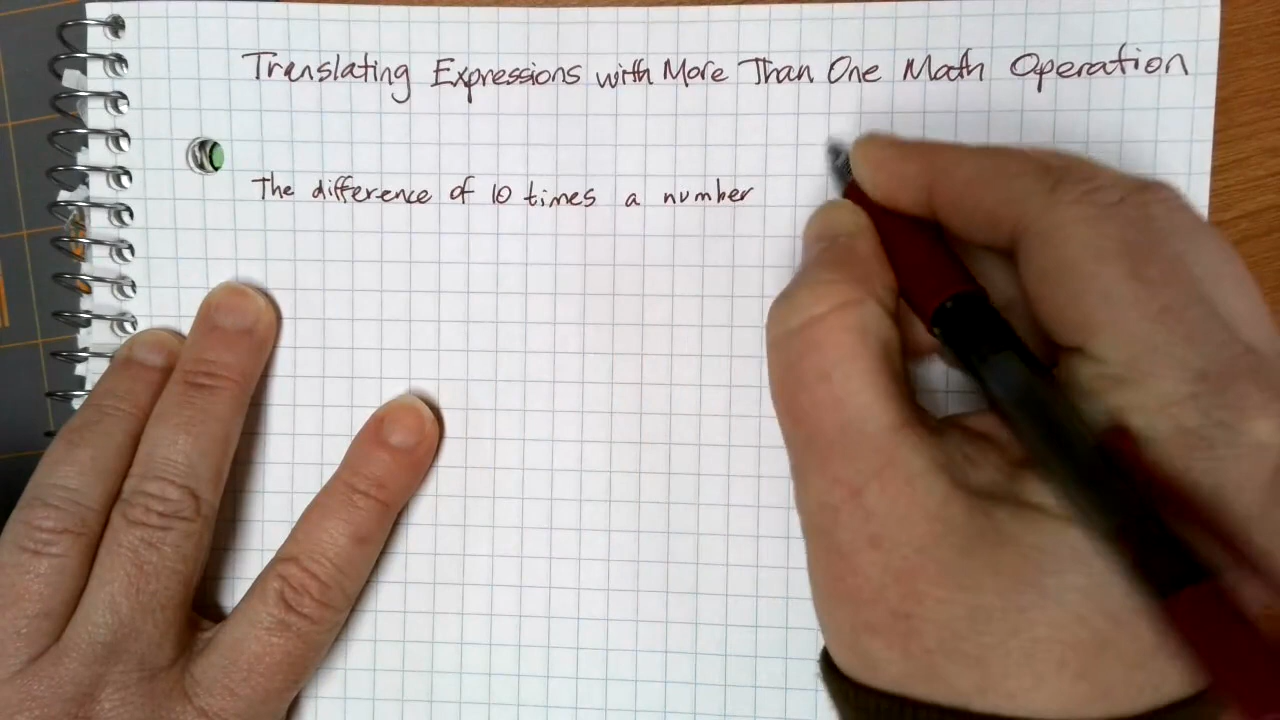 Translating Expressions with More Than One Math Operation
The difference of 10 times a number